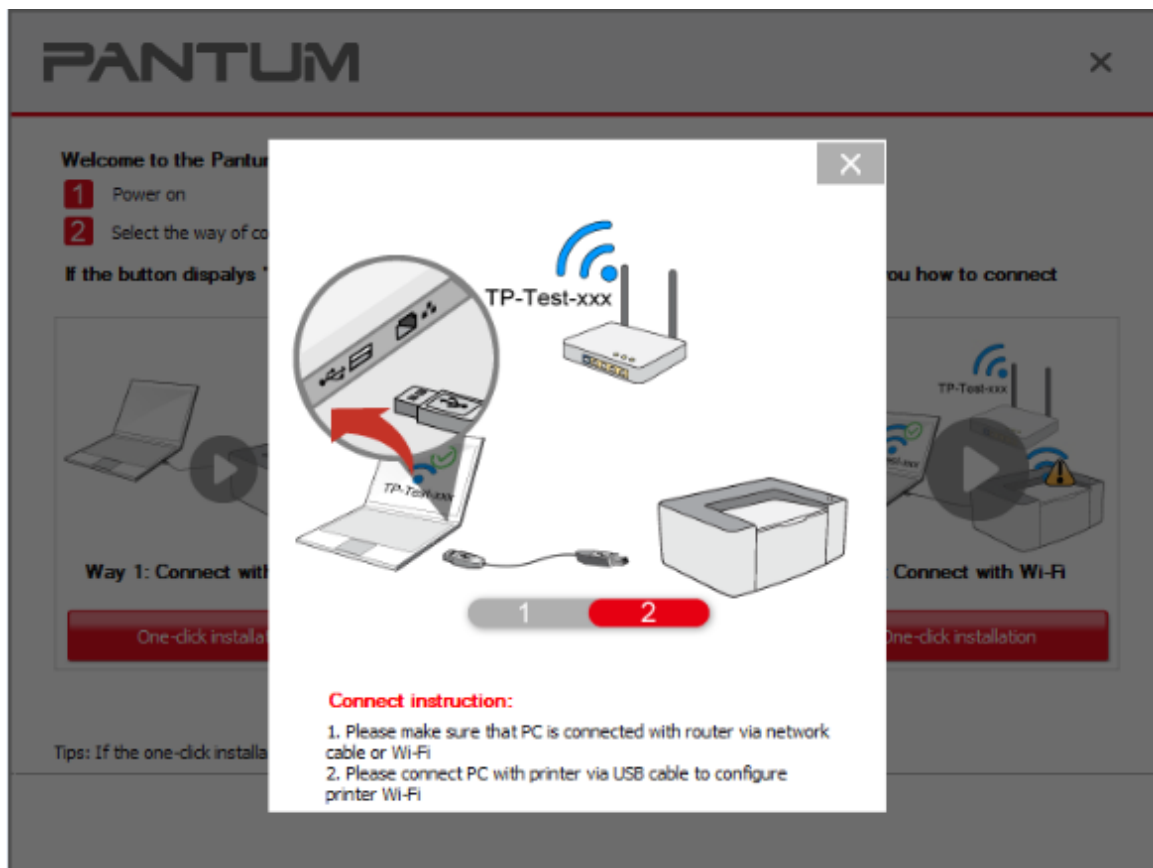 PANTUM
Welcome to the Pantum
1 Power on
2 Select the way of co
If the button dispalys
ou how to connect
TP-Test-xxx
TP-Test-xxx
TP-Test-xxx
Way 1: Connect with
Connect with Wi-Fi
1 2
One-click installat
One-click installation
Connect instruction:
1. Please make sure that PC is connected with router via network
cable or Wi-Fi
2. Please connect PC with printer via USB cable to configure
printer Wi-Fi
Tips: If the one-click installa